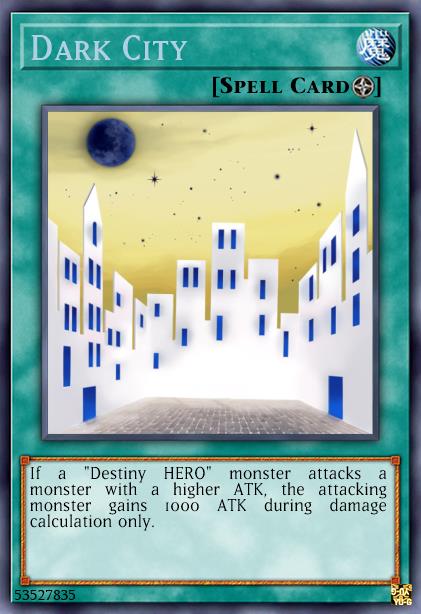 Dark City
[Spell Card]
If a "Destiny HERO" monster attacks a
monster with a higher ATK, the attacking
monster gains 1000 ATK during damage
calculation only.
53527835